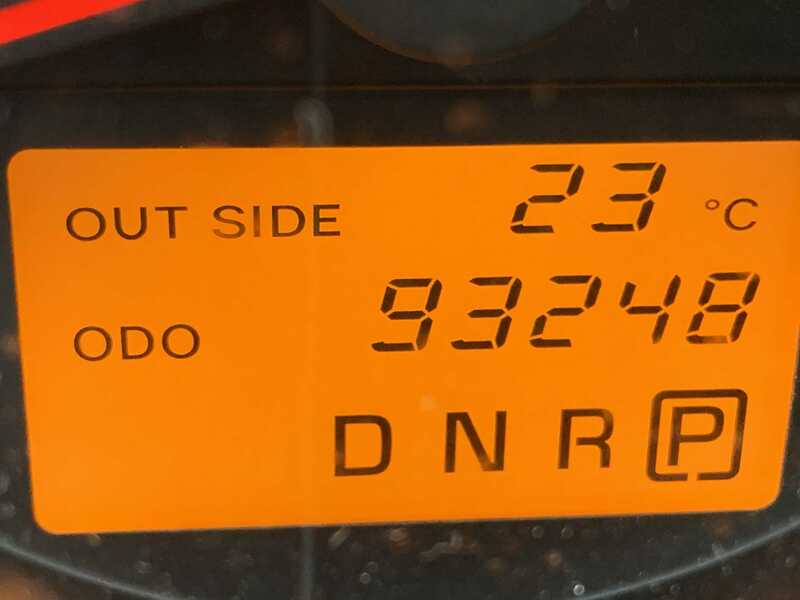 OUT SIDE 23 °C
ODO 93248
D N R P